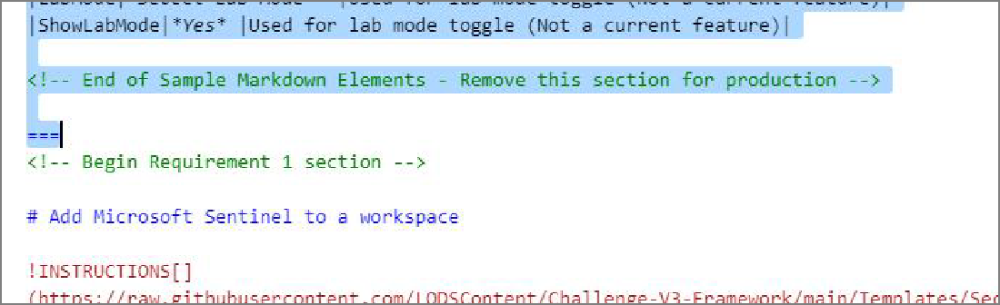 |LabMode| Select Lab Mode |Used for lab mode toggle (Not a current feature)|
|ShowLabMode|*Yes* |Used for lab mode toggle (Not a current feature)|
<!-- End of Sample Markdown Elements - Remove this section for production -->
===
<!-- Begin Requirement 1 section -->
# Add Microsoft Sentinel to a workspace
!INSTRUCTIONS[]
(https://raw.githubusercontent.com/LODSContent/Challenge-V3-Framework/main/Templates/Sec